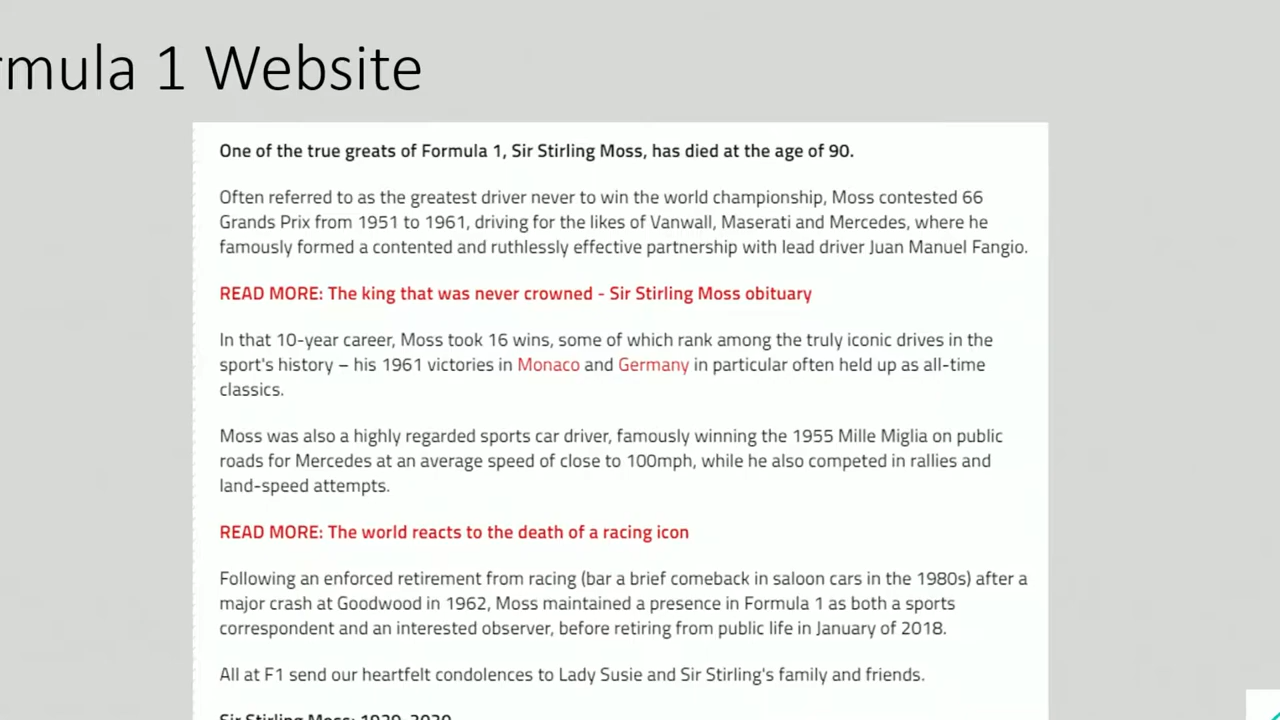 rmula 1 Website
One of the true greats of Formula 1, Sir Stirling Moss, has died at the age of 90.
Often referred to as the greatest driver never to win the world championship, Moss contested 66
Grands Prix from 1951 to 1961, driving for the likes of Vanwall, Maserati and Mercedes, where he
famously formed a contented and ruthlessly effective partnership with lead driver Juan Manuel Fangio.
READ MORE: The king that was never crowned - Sir Stirling Moss obituary
In that 10-year career, Moss took 16 wins, some of which rank among the truly iconic drives in the
sport's history – his 1961 victories in Monaco and Germany in particular often held up as all-time
classics.
Moss was also a highly regarded sports car driver, famously winning the 1955 Mille Miglia on public
roads for Mercedes at an average speed of close to 100mph, while he also competed in rallies and
land-speed attempts.
READ MORE: The world reacts to the death of a racing icon
Following an enforced retirement from racing (bar a brief comeback in saloon cars in the 1980s) after a
major crash at Goodwood in 1962, Moss maintained a presence in Formula 1 as both a sports
correspondent and an interested observer, before retiring from public life in January of 2018.
All at F1 send our heartfelt condolences to Lady Susie and Sir Stirling's family and friends.
Sir Stirling Moss: 1929-2020